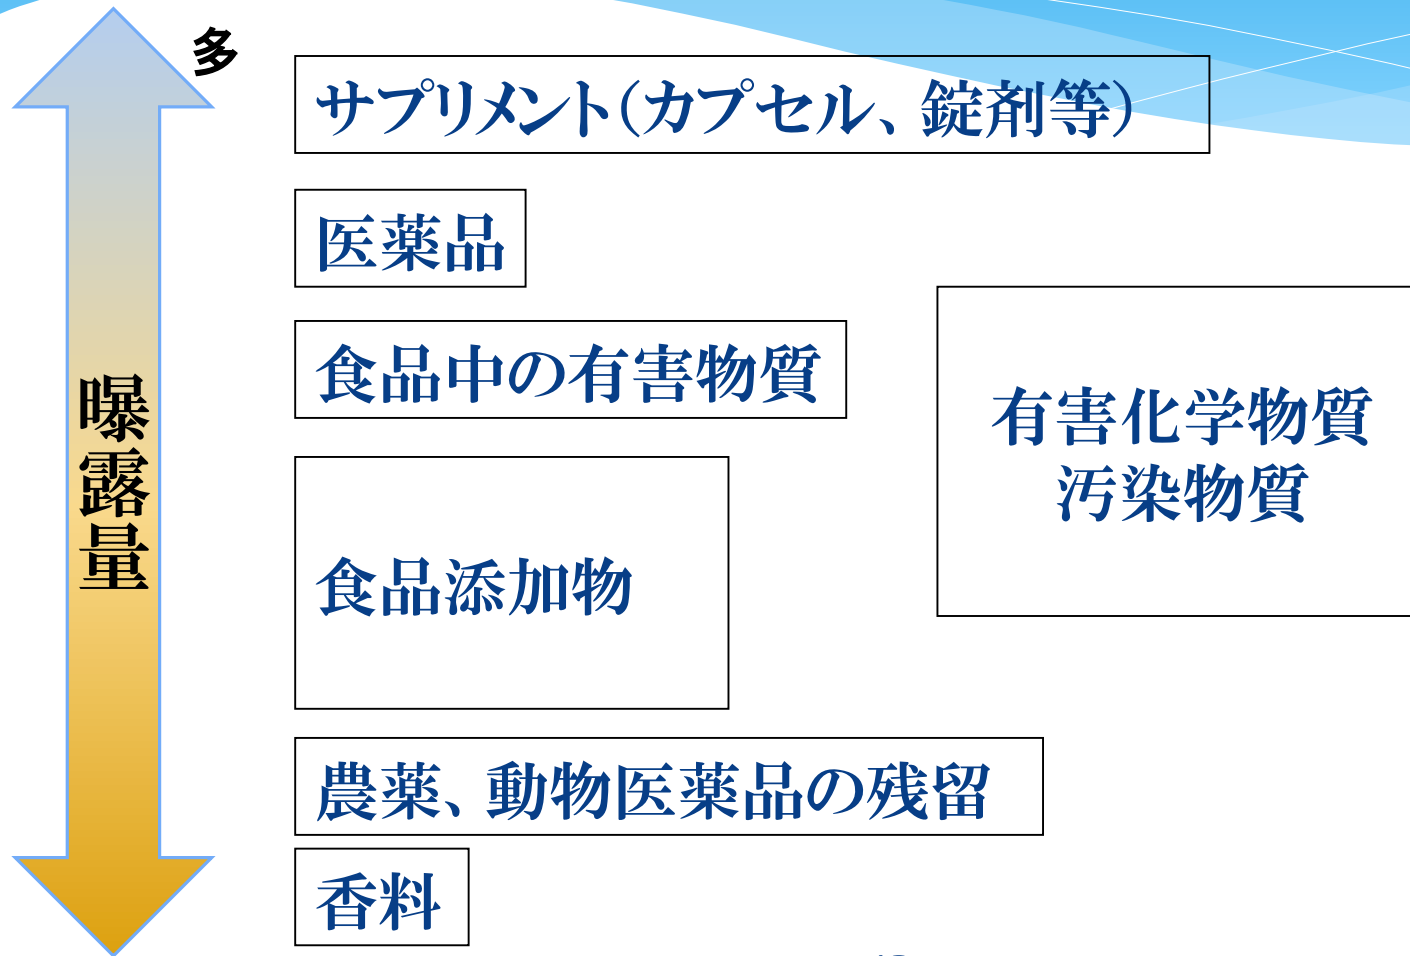 多
サプリメント(カプセル、錠剤等)
医薬品
食品中の有害物質
有害化学物質
汚染物質
曝露量
食品添加物
農薬、動物医薬品の残留
香料